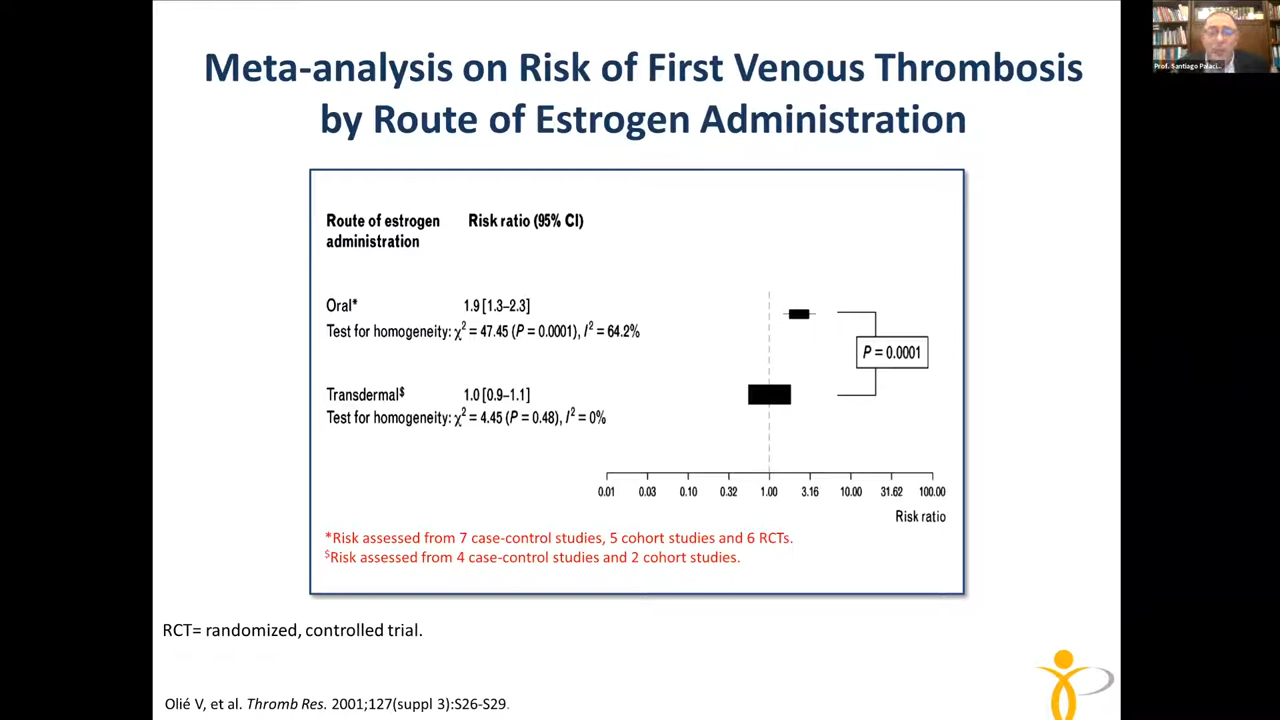 Meta-analysis on Risk of First Venous Thrombosis
by Route of Estrogen Administration
Prof. Santiago Palaci...
Route of estrogen
administration
Risk ratio (95% CI)
Oral*
1.9 [1.3–2.3]
Test for homogeneity: χ² = 47.45 (P = 0.0001), I² = 64.2%
P = 0.0001
Transdermal$
1.0 [0.9–1.1]
Test for homogeneity: χ² = 4.45 (P = 0.48), I² = 0%
0.01 0.03 0.10 0.32 1.00 3.16 10.00 31.62 100.00
Risk ratio
*Risk assessed from 7 case-control studies, 5 cohort studies and 6 RCTs.
$Risk assessed from 4 case-control studies and 2 cohort studies.
RCT= randomized, controlled trial.
Olié V, et al. Thromb Res. 2001;127(suppl 3):S26-S29.